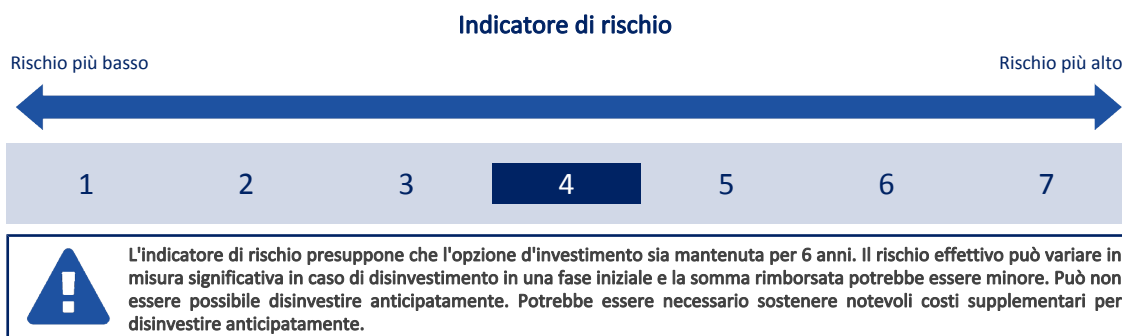 Indicatore di rischio
Rischio più basso
Rischio più alto
1 2 3 4 5 6 7
L'indicatore di rischio presuppone che l'opzione d'investimento sia mantenuta per 6 anni. Il rischio effettivo può variare in
misura significativa in caso di disinvestimento in una fase iniziale e la somma rimborsata potrebbe essere minore. Può non
essere possibile disinvestire anticipatamente. Potrebbe essere necessario sostenere notevoli costi supplementari per
disinvestire anticipatamente.